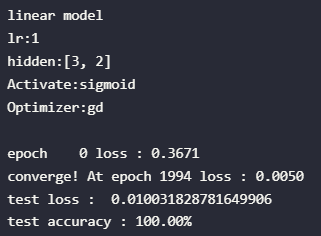 linear model
lr:1
hidden:[3, 2]
Activate:sigmoid
Optimizer:gd
epoch    0 loss : 0.3671
converge! At epoch 1994 loss : 0.0050
test loss :  0.010031828781649906
test accuracy : 100.00%